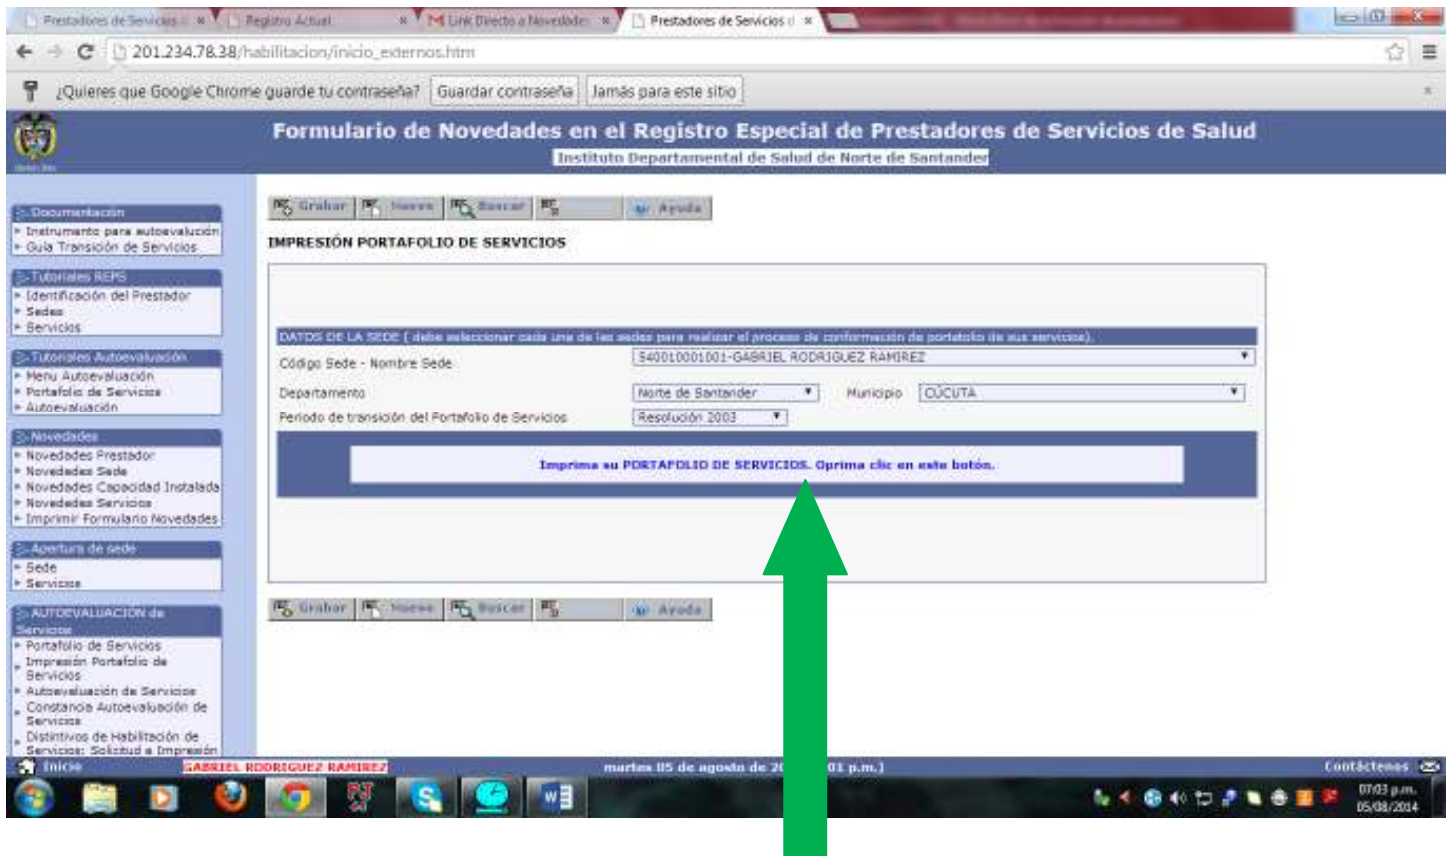 Prestadores de Servicios d
Registro Actual
Link Directo a Novedades
Prestadores de Servicios d
201.234.78.38/habilitacion/inicio_externos.htm
¿Quieres que Google Chrome guarde tu contraseña? Guardar contraseña Jamás para este sitio
Formulario de Novedades en el Registro Especial de Prestadores de Servicios de Salud
Instituto Departamental de Salud de Norte de Santander
Documentación
Instrumento para autoevalución
Guía Transición de Servicios
Tutoriales REPS
Identificación del Prestador
Sedes
Servicios
Tutoriales Autoevaluación
Menu Autoevaluación
Portafolio de Servicios
Autoevaluación
Novedades
Novedades Prestador
Novedades Sede
Novedades Capacidad Instalada
Novedades Servicios
Imprimir Formulario Novedades
Apertura de sede
Sede
Servicios
AUTOEVALUACIÓN de
Servicios
Portafolio de Servicios
Impresión Portafolio de
Servicios
Autoevaluación de Servicios
Constancia Autoevaluación de
Servicios
Distintivos de Habilitación de
Servicios: Solicitud e Impresión
Grabar Nuevo Buscar Ayuda
IMPRESIÓN PORTAFOLIO DE SERVICIOS
DATOS DE LA SEDE ( debe seleccionar cada una de las sedes para realizar el proceso de conformación de portafolio de sus servicios).
Código Sede - Nombre Sede 540010001001-GABRIEL RODRIGUEZ RAMIREZ
Departamento Norte de Santander Municipio CÚCUTA
Periodo de transición del Portafolio de Servicios Resolución 2003
Imprima su PORTAFOLIO DE SERVICIOS. Oprima clic en este botón.
Grabar Nuevo Buscar Ayuda
Inicio GABRIEL RODRIGUEZ RAMIREZ martes 05 de agosto de 20 01 p.m.) Contáctenos
07:03 p.m.
05/08/2014